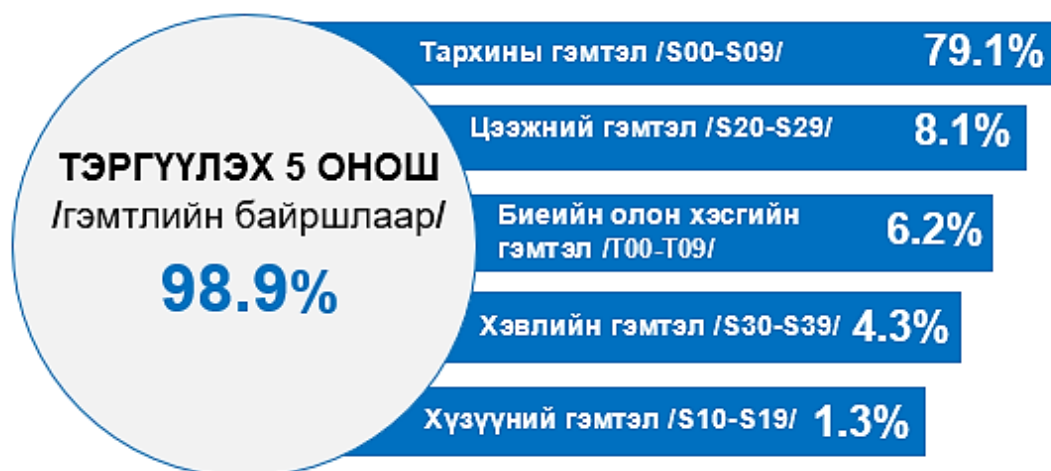 ТЭРГҮҮЛЭХ 5 ОНОШ
/гэмтлийн байршлаар/
98.9%
Тархины гэмтэл /S00-S09/ 79.1%
Цээжний гэмтэл /S20-S29/ 8.1%
Биеийн олон хэсгийн
гэмтэл /T00-T09/ 6.2%
Хэвлийн гэмтэл /S30-S39/ 4.3%
Хүзүүний гэмтэл /S10-S19/ 1.3%